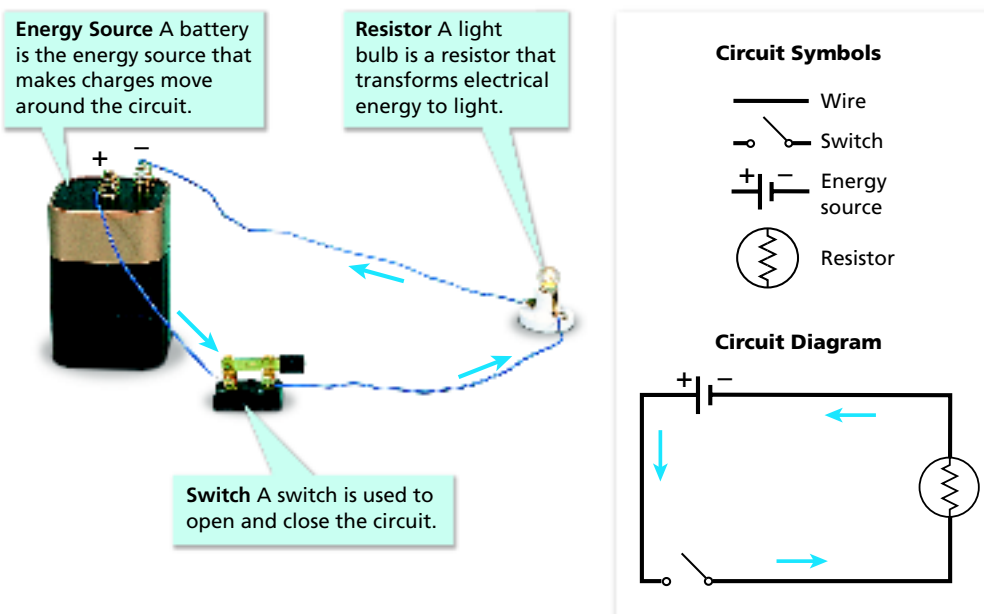 Energy Source A battery
is the energy source that
makes charges move
around the circuit.
Resistor A light
bulb is a resistor that
transforms electrical
energy to light.
+ −
Switch A switch is used to
open and close the circuit.
Circuit Symbols
Wire
Switch
+ −
Energy
source
Resistor
Circuit Diagram
+ −